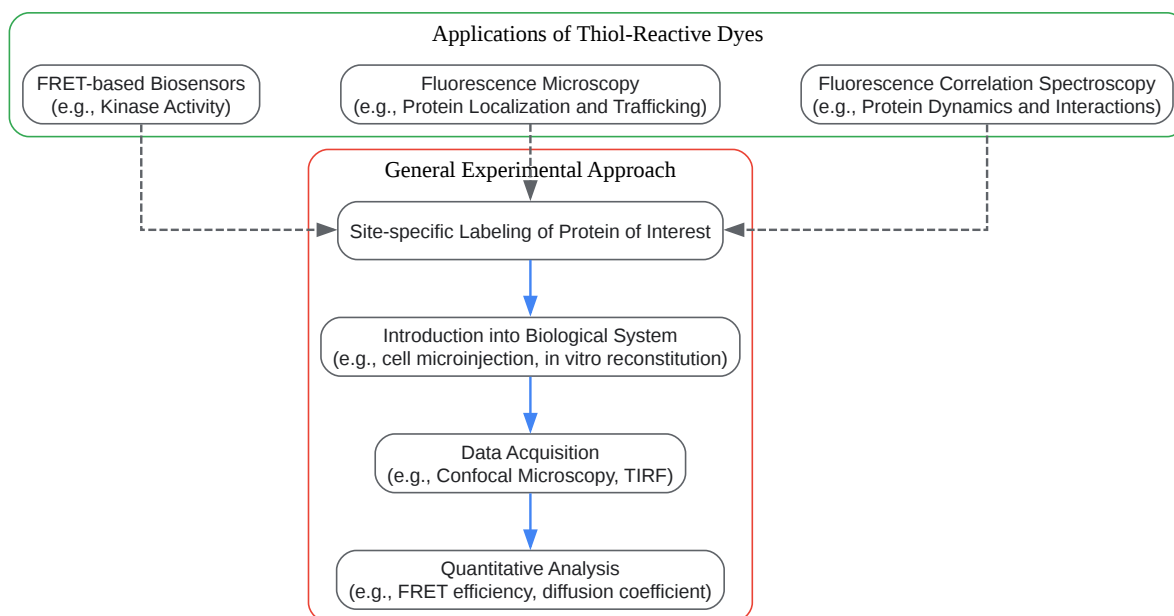 Applications of Thiol-Reactive Dyes
FRET-based Biosensors
(e.g., Kinase Activity)
Fluorescence Microscopy
(e.g., Protein Localization and Trafficking)
Fluorescence Correlation Spectroscopy
(e.g., Protein Dynamics and Interactions)
General Experimental Approach
Site-specific Labeling of Protein of Interest
Introduction into Biological System
(e.g., cell microinjection, in vitro reconstitution)
Data Acquisition
(e.g., Confocal Microscopy, TIRF)
Quantitative Analysis
(e.g., FRET efficiency, diffusion coefficient)